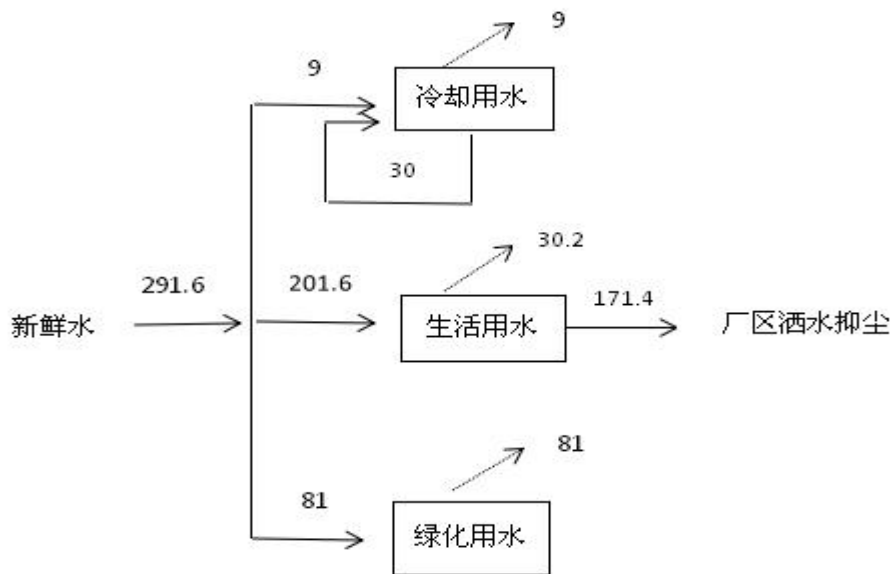 9
9
冷却用水
30
30.2
291.6
201.6
171.4
新鲜水
生活用水
厂区洒水抑尘
81
81
绿化用水